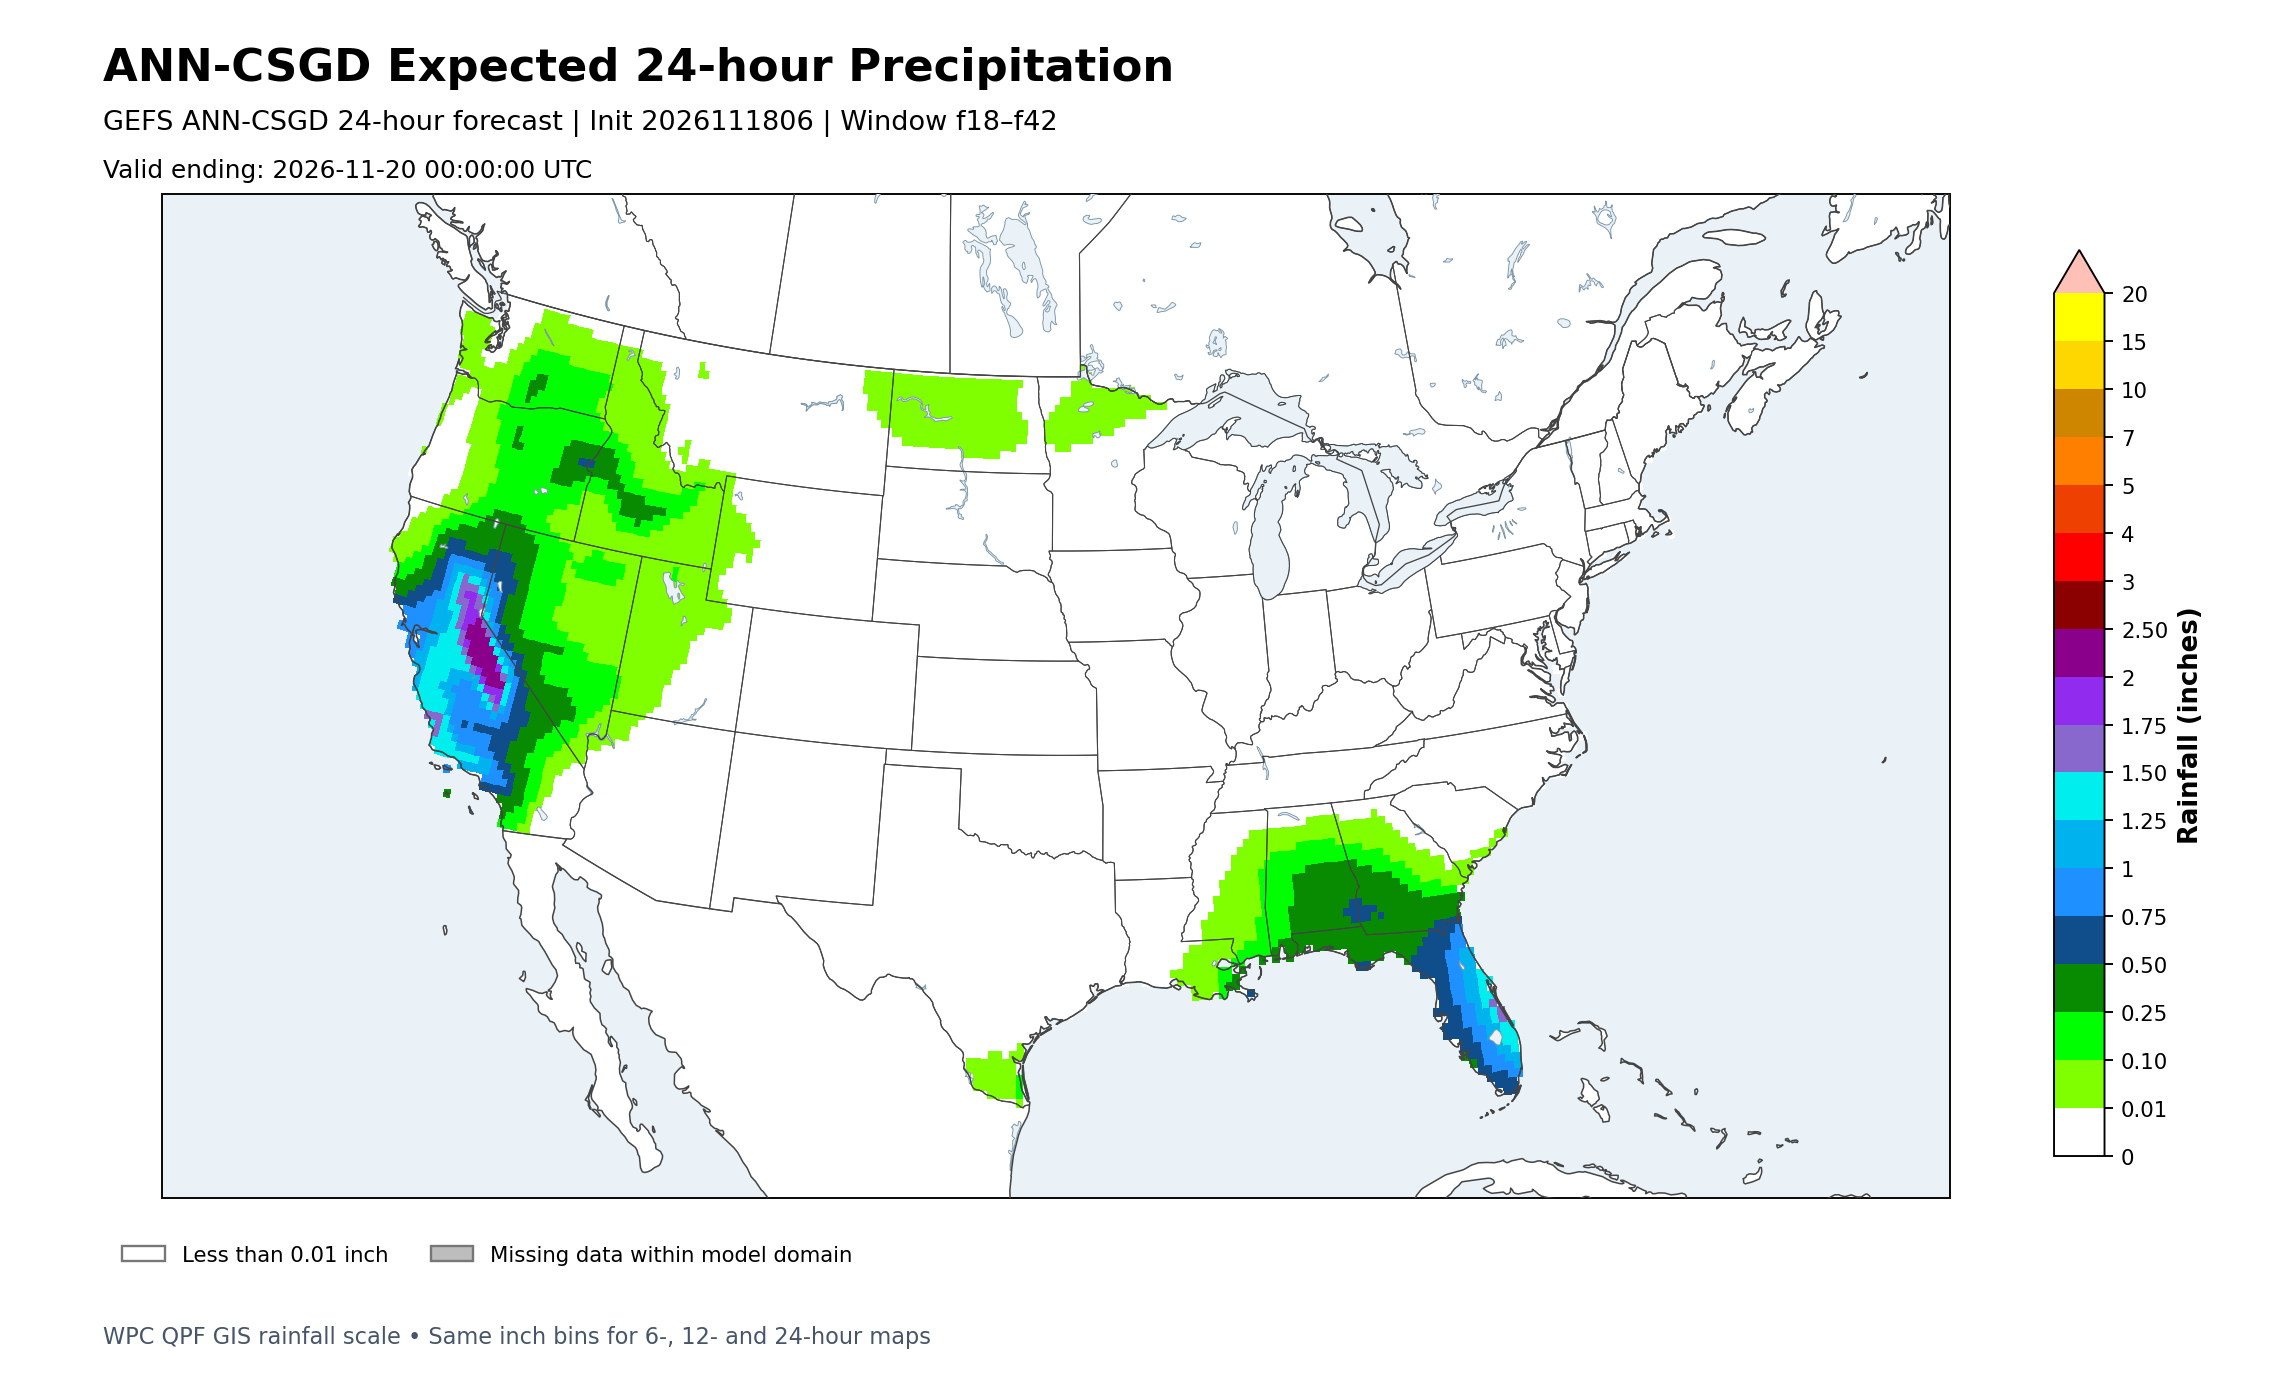 ANN-CSGD Expected 24-hour Precipitation
GEFS ANN-CSGD 24-hour forecast | Init 2026111806 | Window f18–f42
Valid ending: 2026-11-20 00:00:00 UTC
20
15
10
7
5
4
3
2.50
2
1.75
1.50
1.25
1
0.75
0.50
0.25
0.10
0.01
0
Rainfall (inches)
Less than 0.01 inch
Missing data within model domain
WPC QPF GIS rainfall scale • Same inch bins for 6-, 12- and 24-hour maps